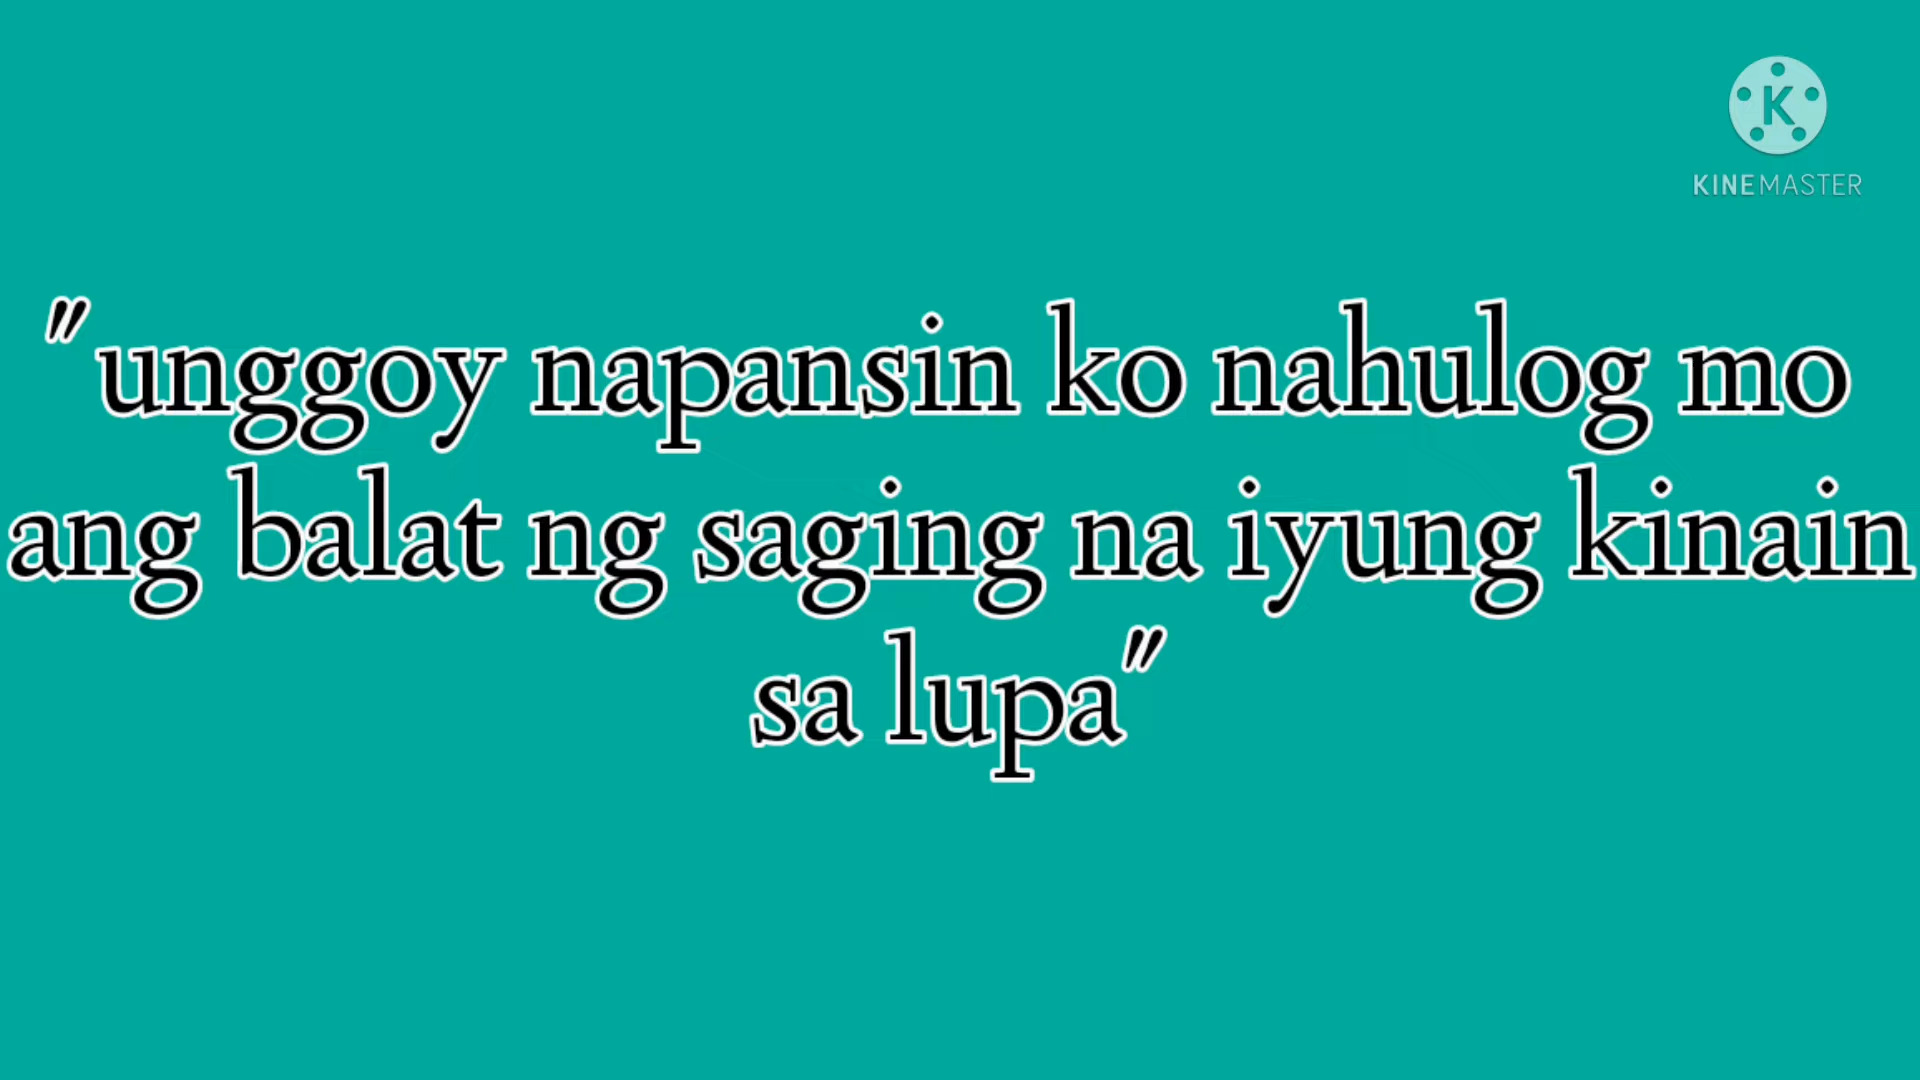 KINEMASTER
"unggoy napansin ko nahulog mo
ang balat ng saging na iyung kinain
sa lupa"